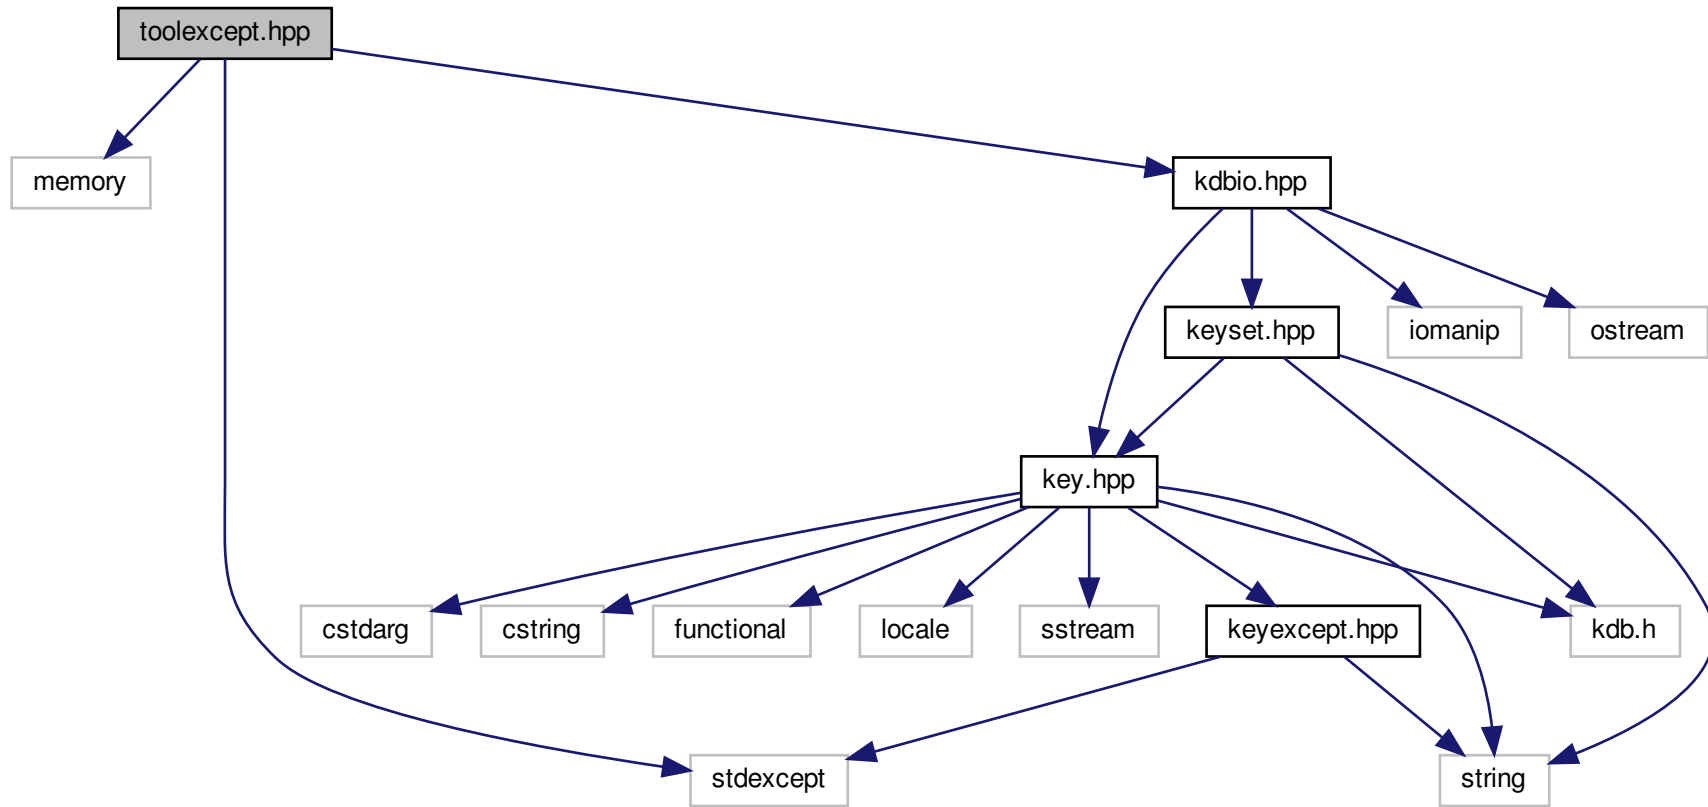 toolexcept.hpp
memory
kdbio.hpp
keyset.hpp
iomanip
ostream
key.hpp
cstdarg
cstring
functional
locale
sstream
keyexcept.hpp
kdb.h
stdexcept
string